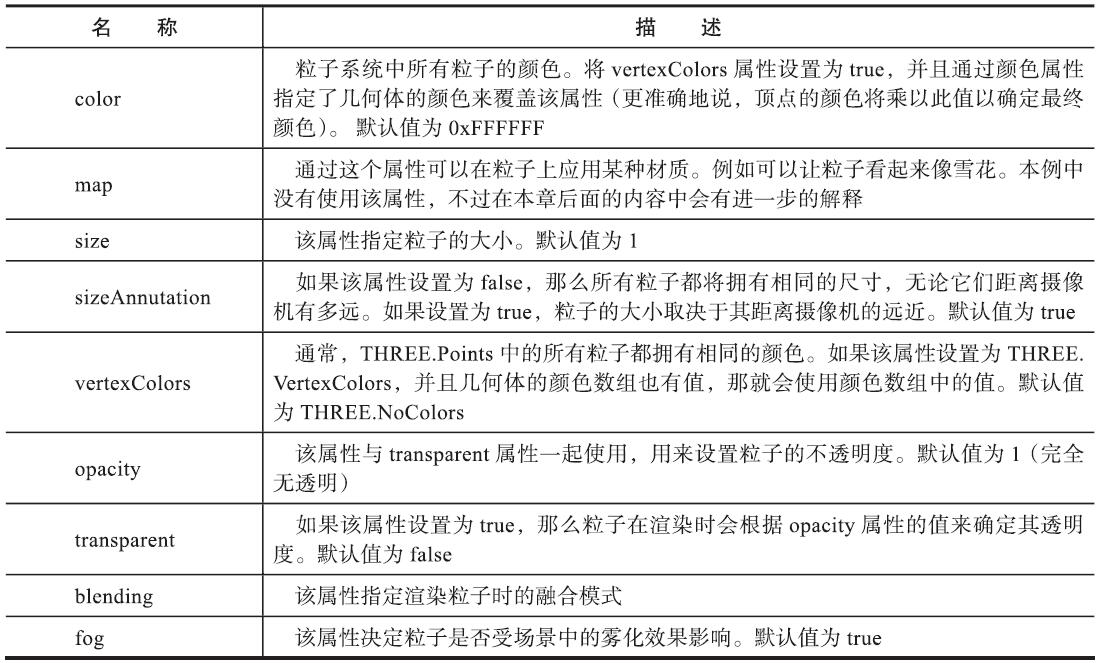 名 称 描 述
color
粒子系统中所有粒子的颜色。将 vertexColors 属性设置为 true，并且通过颜色属性
指定了几何体的颜色来覆盖该属性（更准确地说，顶点的颜色将乘以此值以确定最终
颜色）。 默认值为 0xFFFFFF
map
通过这个属性可以在粒子上应用某种材质。例如可以让粒子看起来像雪花。本例中
没有使用该属性，不过在本章后面的内容中会有进一步的解释
size
该属性指定粒子的大小。默认值为 1
sizeAnnutation
如果该属性设置为 false，那么所有粒子都将拥有相同的尺寸，无论它们距离摄像
机有多远。如果设置为 true，粒子的大小取决于其距离摄像机的远近。默认值为 true
vertexColors
通常，THREE.Points 中的所有粒子都拥有相同的颜色。如果该属性设置为 THREE.
VertexColors，并且几何体的颜色数组也有值，那就会使用颜色数组中的值。默认值
为 THREE.NoColors
opacity
该属性与 transparent 属性一起使用，用来设置粒子的不透明度。默认值为 1（完全
无透明）
transparent
如果该属性设置为 true，那么粒子在渲染时会根据 opacity 属性的值来确定其透明
度。默认值为 false
blending
该属性指定渲染粒子时的融合模式
fog
该属性决定粒子是否受场景中的雾化效果影响。默认值为 true